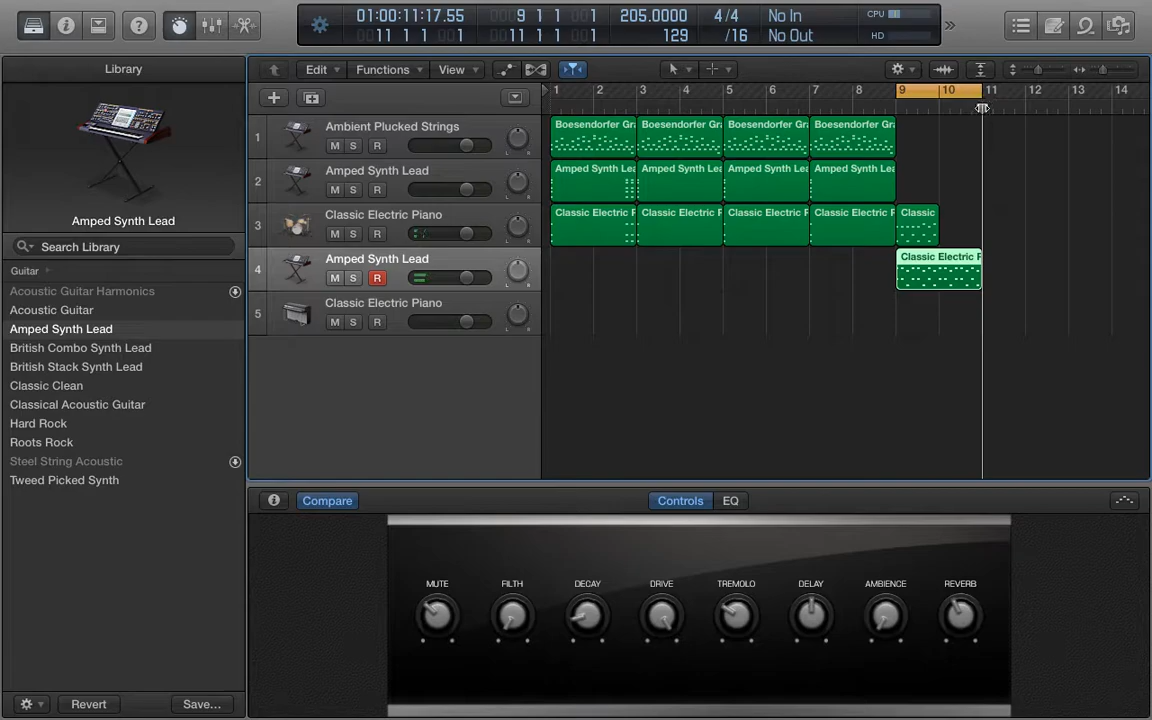 01:00:11:17.55 9 1 1 1 205.0000 4/4 No In CPU
11 1 1 1 11 1 1 1 129 /16 No Out HD
Library
Edit Functions View
1 2 3 4 5 6 7 8 9 10 11 12 13 14
1 Ambient Plucked Strings
M S R
L R
Boesendorfer Gra Boesendorfer Gra Boesendorfer Gra Boesendorfer Gra
2 Amped Synth Lead
M S R
L R
Amped Synth Lea Amped Synth Lea Amped Synth Lea Amped Synth Lea
3 Classic Electric Piano
M S R
L R
Classic Electric P Classic Electric P Classic Electric P Classic Electric P Classic
4 Amped Synth Lead
M S R
L R
Classic Electric P
5 Classic Electric Piano
M S R
L R
Amped Synth Lead
Search Library
Guitar
Acoustic Guitar Harmonics
Acoustic Guitar
Amped Synth Lead
British Combo Synth Lead
British Stack Synth Lead
Classic Clean
Classical Acoustic Guitar
Hard Rock
Roots Rock
Steel String Acoustic
Tweed Picked Synth
Revert Save...
Compare Controls EQ
MUTE FILTH DECAY DRIVE TREMOLO DELAY AMBIENCE REVERB